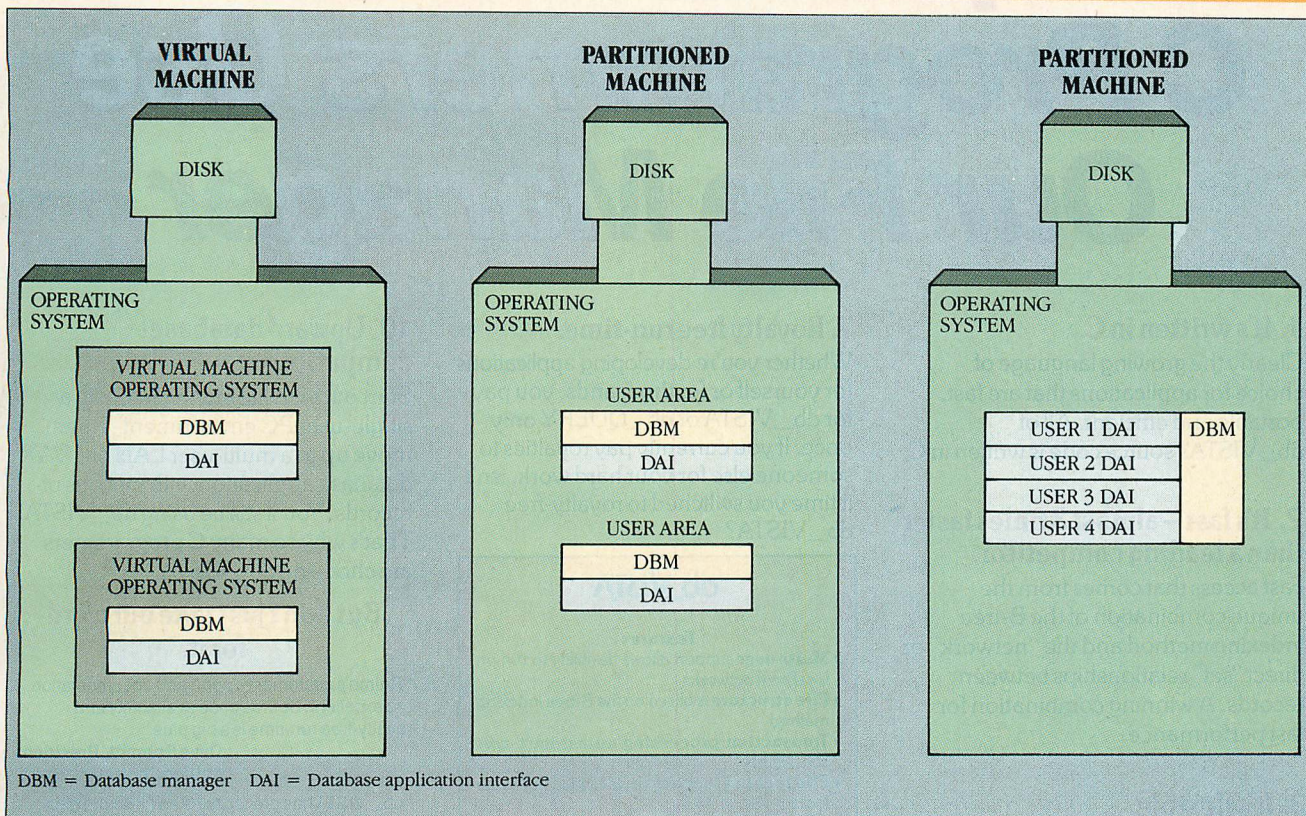 VIRTUAL
MACHINE
DISK
OPERATING
SYSTEM
VIRTUAL MACHINE
OPERATING SYSTEM
DBM
DAI
VIRTUAL MACHINE
OPERATING SYSTEM
DBM
DAI
PARTITIONED
MACHINE
DISK
OPERATING
SYSTEM
USER AREA
DBM
DAI
USER AREA
DBM
DAI
PARTITIONED
MACHINE
DISK
OPERATING
SYSTEM
USER 1 DAI
USER 2 DAI
USER 3 DAI
USER 4 DAI
DBM
DBM = Database manager DAI = Database application interface